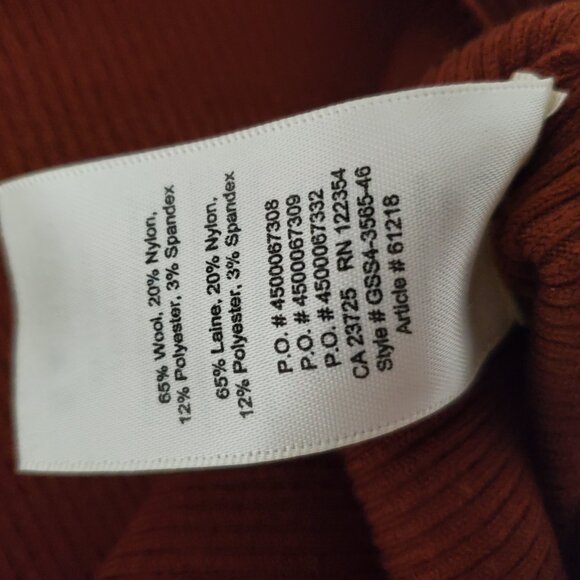 65% Wool, 20% Nylon,
12% Polyester, 3% Spandex
65% Laine, 20% Nylon,
12% Polyester, 3% Spandex
P.O. # 4500067308
P.O. # 4500067309
P.O. # 4500067332
CA 23725 RN 122354
Style # GSS4-3565-46
Article # 61218